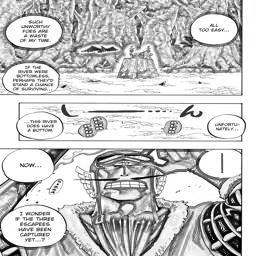 SUCH
UNWORTHY
FOES ARE
A WASTE
OF MY TIME.
ALL
TOO EASY...
IF THE
RIVER WERE
BOTTOMLESS,
PERHAPS THEY'D
STAND A CHANCE
OF SURVIVING...
...THIS RIVER
DOES HAVE A
BOTTOM.
UNFORTU-
NATELY...
NOW...
I WONDER
IF THE THREE
ESCAPEES
HAVE BEEN
CAPTURED
YET...?